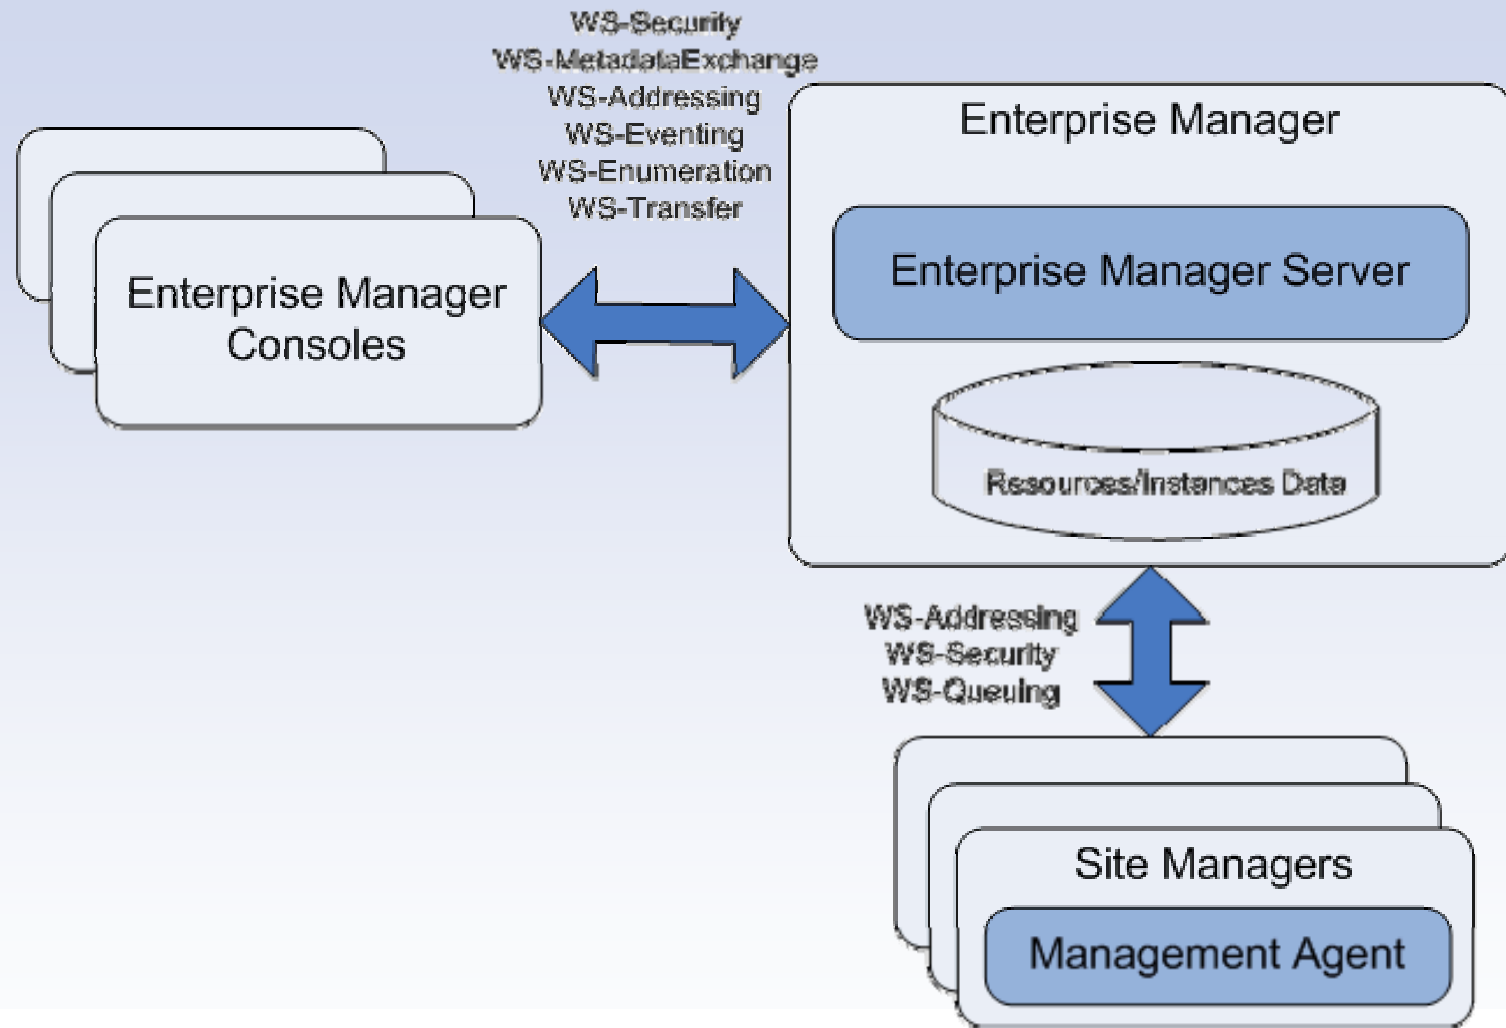 WS-Security
WS-MetadataExchange
WS-Addressing
WS-Eventing
WS-Enumeration
WS-Transfer
Enterprise Manager
Consoles
Enterprise Manager
Enterprise Manager Server
Resources/Instances Data
WS-Addressing
WS-Security
WS-Queuing
Site Managers
Management Agent